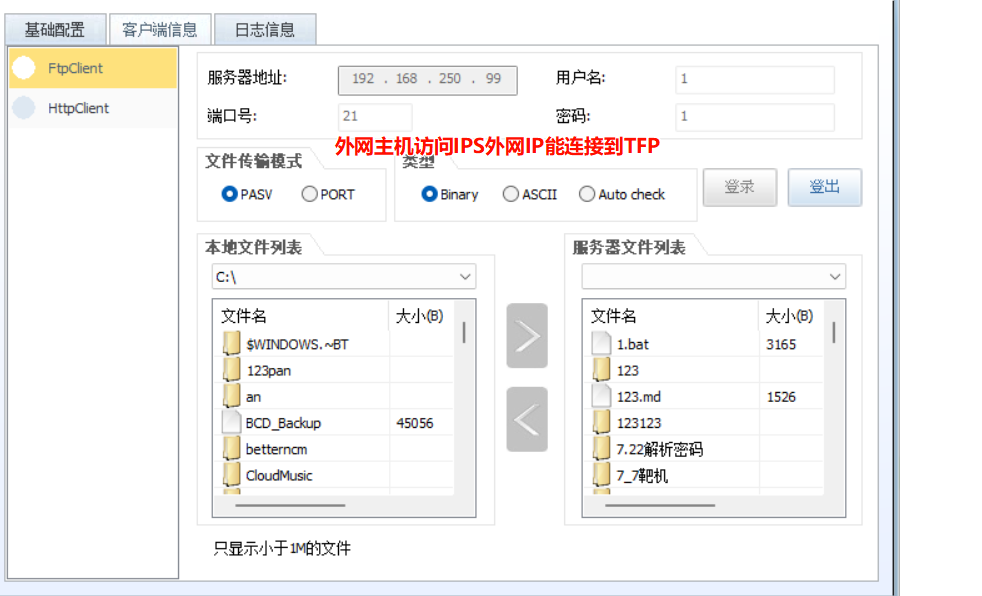 基础配置 客户端信息 日志信息
FtpClient
HttpClient
服务器地址: 192 . 168 . 250 . 99 用户名: 1
端口号: 21 密码: 1
外网主机访问IPS外网IP能连接到TFP
文件传输模式 类型
PASV PORT Binary ASCII Auto check 登录 登出
本地文件列表 服务器文件列表
C:\
文件名 大小(B) 文件名 大小(B)
$WINDOWS.~BT 1.bat 3165
123pan 123
an 123.md 1526
BCD_Backup 45056 123123
betterncm 7.22解析密码
CloudMusic 7_7靶机
只显示小于1M的文件